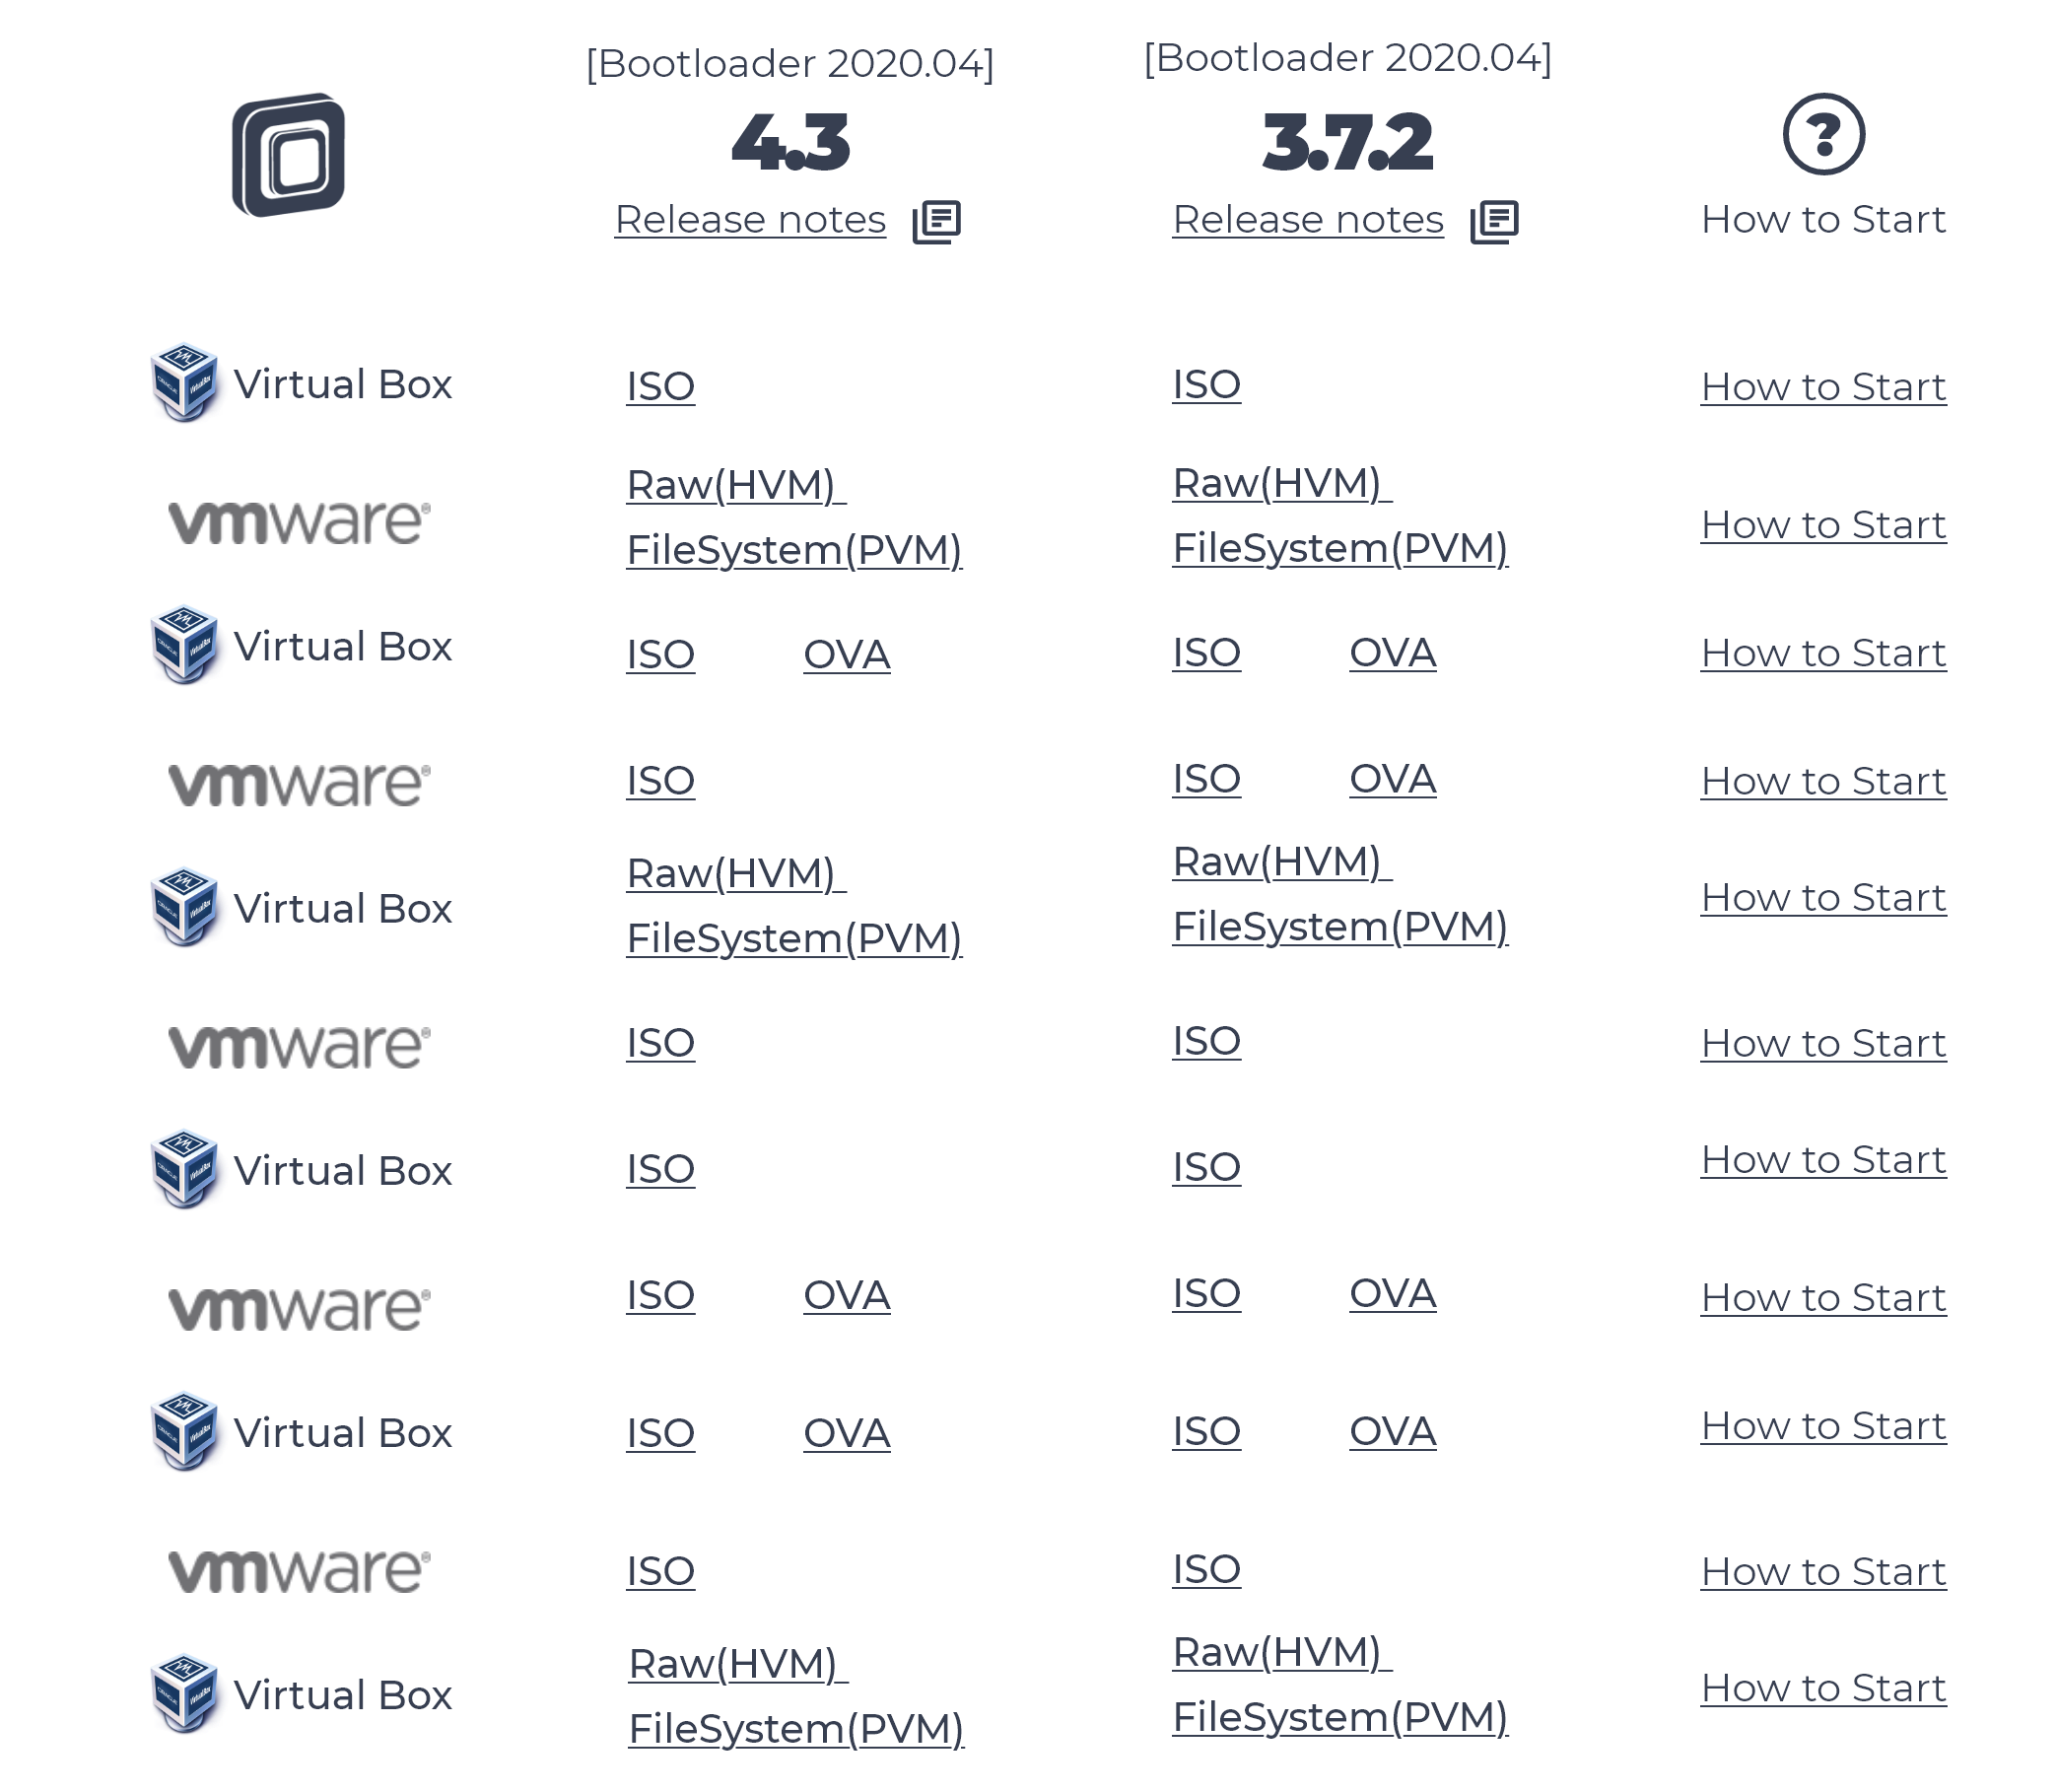 [Bootloader 2020.04]
4.3
Release notes
[Bootloader 2020.04]
3.7.2
Release notes
?
How to Start
Virtual Box
ISO
ISO
How to Start
vmware®
Raw(HVM)
FileSystem(PVM)
Raw(HVM)
FileSystem(PVM)
How to Start
Virtual Box
ISO OVA
ISO OVA
How to Start
vmware®
ISO
ISO OVA
How to Start
Virtual Box
Raw(HVM)
FileSystem(PVM)
Raw(HVM)
FileSystem(PVM)
How to Start
vmware®
ISO
ISO
How to Start
Virtual Box
ISO
ISO
How to Start
vmware®
ISO OVA
ISO OVA
How to Start
Virtual Box
ISO OVA
ISO OVA
How to Start
vmware®
ISO
ISO
How to Start
Virtual Box
Raw(HVM)
FileSystem(PVM)
Raw(HVM)
FileSystem(PVM)
How to Start